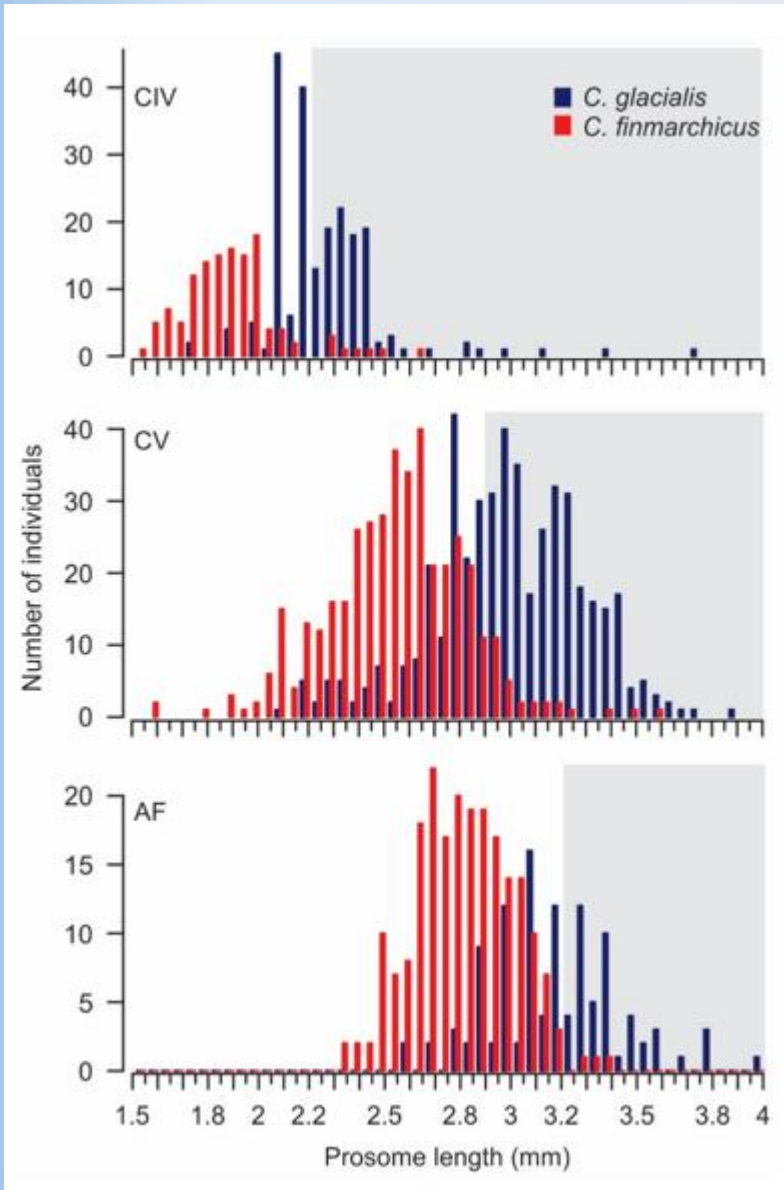 CIV
C. glacialis
C. finmarchicus
40
30
20
10
0
CV
40
30
20
10
0
Number of individuals
AF
20
15
10
5
0
1.5 1.8 2 2.2 2.5 2.8 3 3.2 3.5 3.8 4
Prosome length (mm)